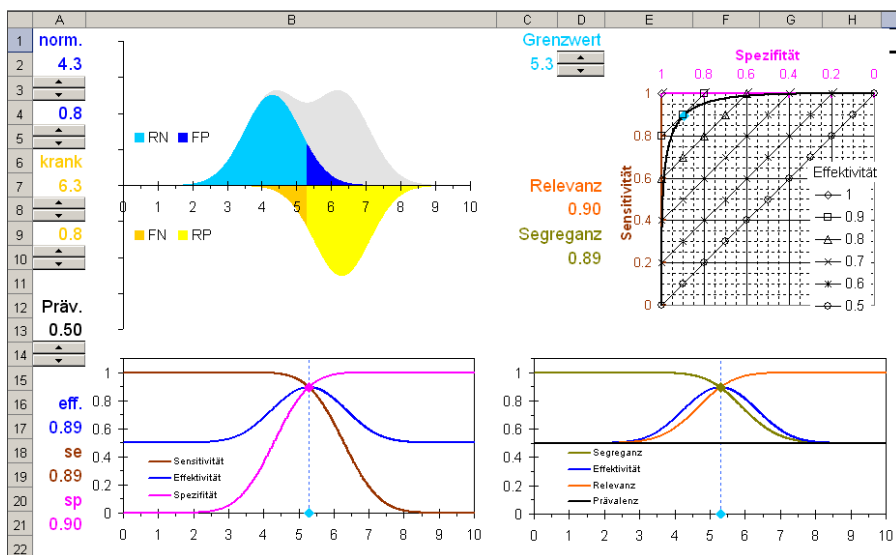 A B C D E F G H
1 norm. Grenzwert
2 4.3 5.3 Spezifität
3 1 0.8 0.6 0.4 0.2 0
4 0.8
5 RN FP
6 krank
7 6.3 Relevanz
8 0.90
9 0.8 FN RP Segreganz
10 0.89
11
12 Präv.
13 0.50
14
15
16 eff.
17 0.89
18 se
19 0.89
20 sp
21 0.90
22
0 1 2 3 4 5 6 7 8 9 10
Sensitivität
1
0.8
0.6
0.4
0.2
0
Effektivität
1
0.9
0.8
0.7
0.6
0.5
1
0.8
0.6
0.4
0.2
0
Sensitivität
Effektivität
Spezifität
0 1 2 3 4 5 6 7 8 9 10
1
0.8
0.6
0.4
0.2
0
Segreganz
Effektivität
Relevanz
Prävalenz
0 1 2 3 4 5 6 7 8 9 10